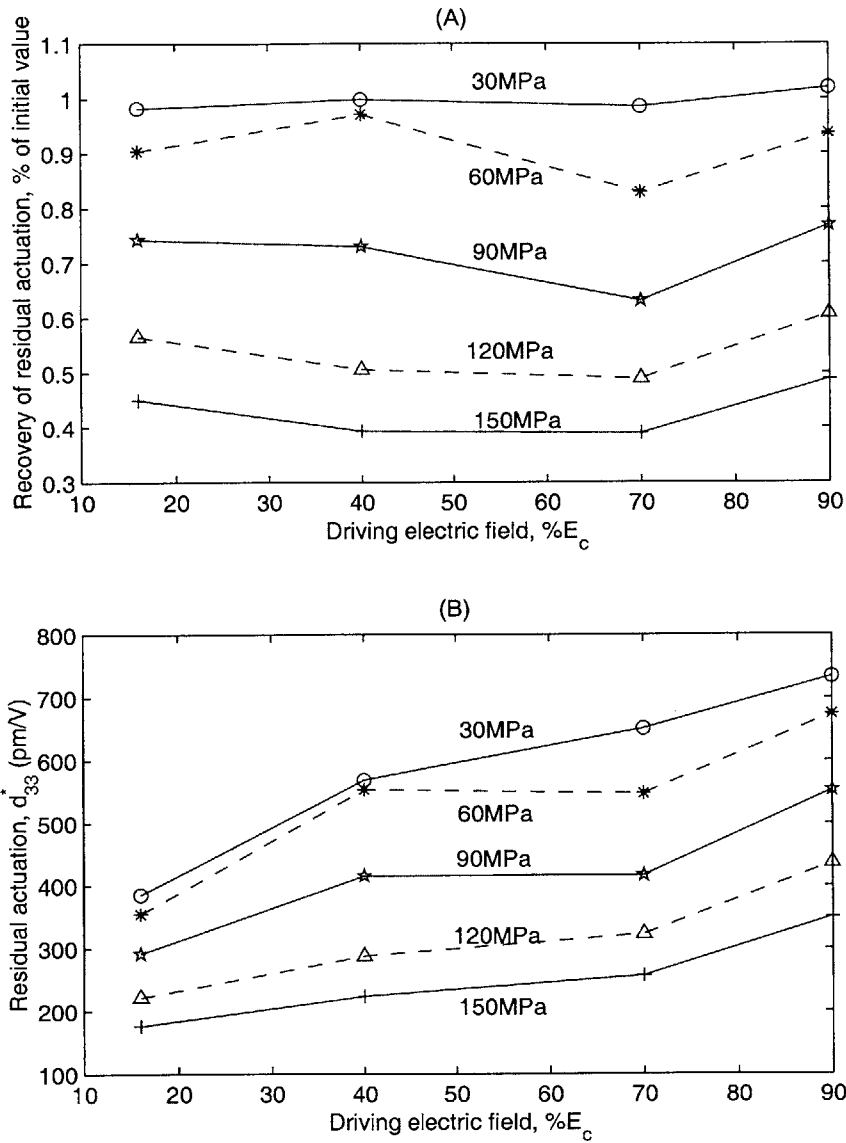 (A)
Recovery of residual actuation, % of initial value
1.1
1
0.9
0.8
0.7
0.6
0.5
0.4
0.3
30MPa
60MPa
90MPa
120MPa
150MPa
10 20 30 40 50 60 70 80 90
Driving electric field, %E_c
(B)
Residual actuation, d*33 (pm/V)
800
700
600
500
400
300
200
100
30MPa
60MPa
90MPa
120MPa
150MPa
10 20 30 40 50 60 70 80 90
Driving electric field, %E_c